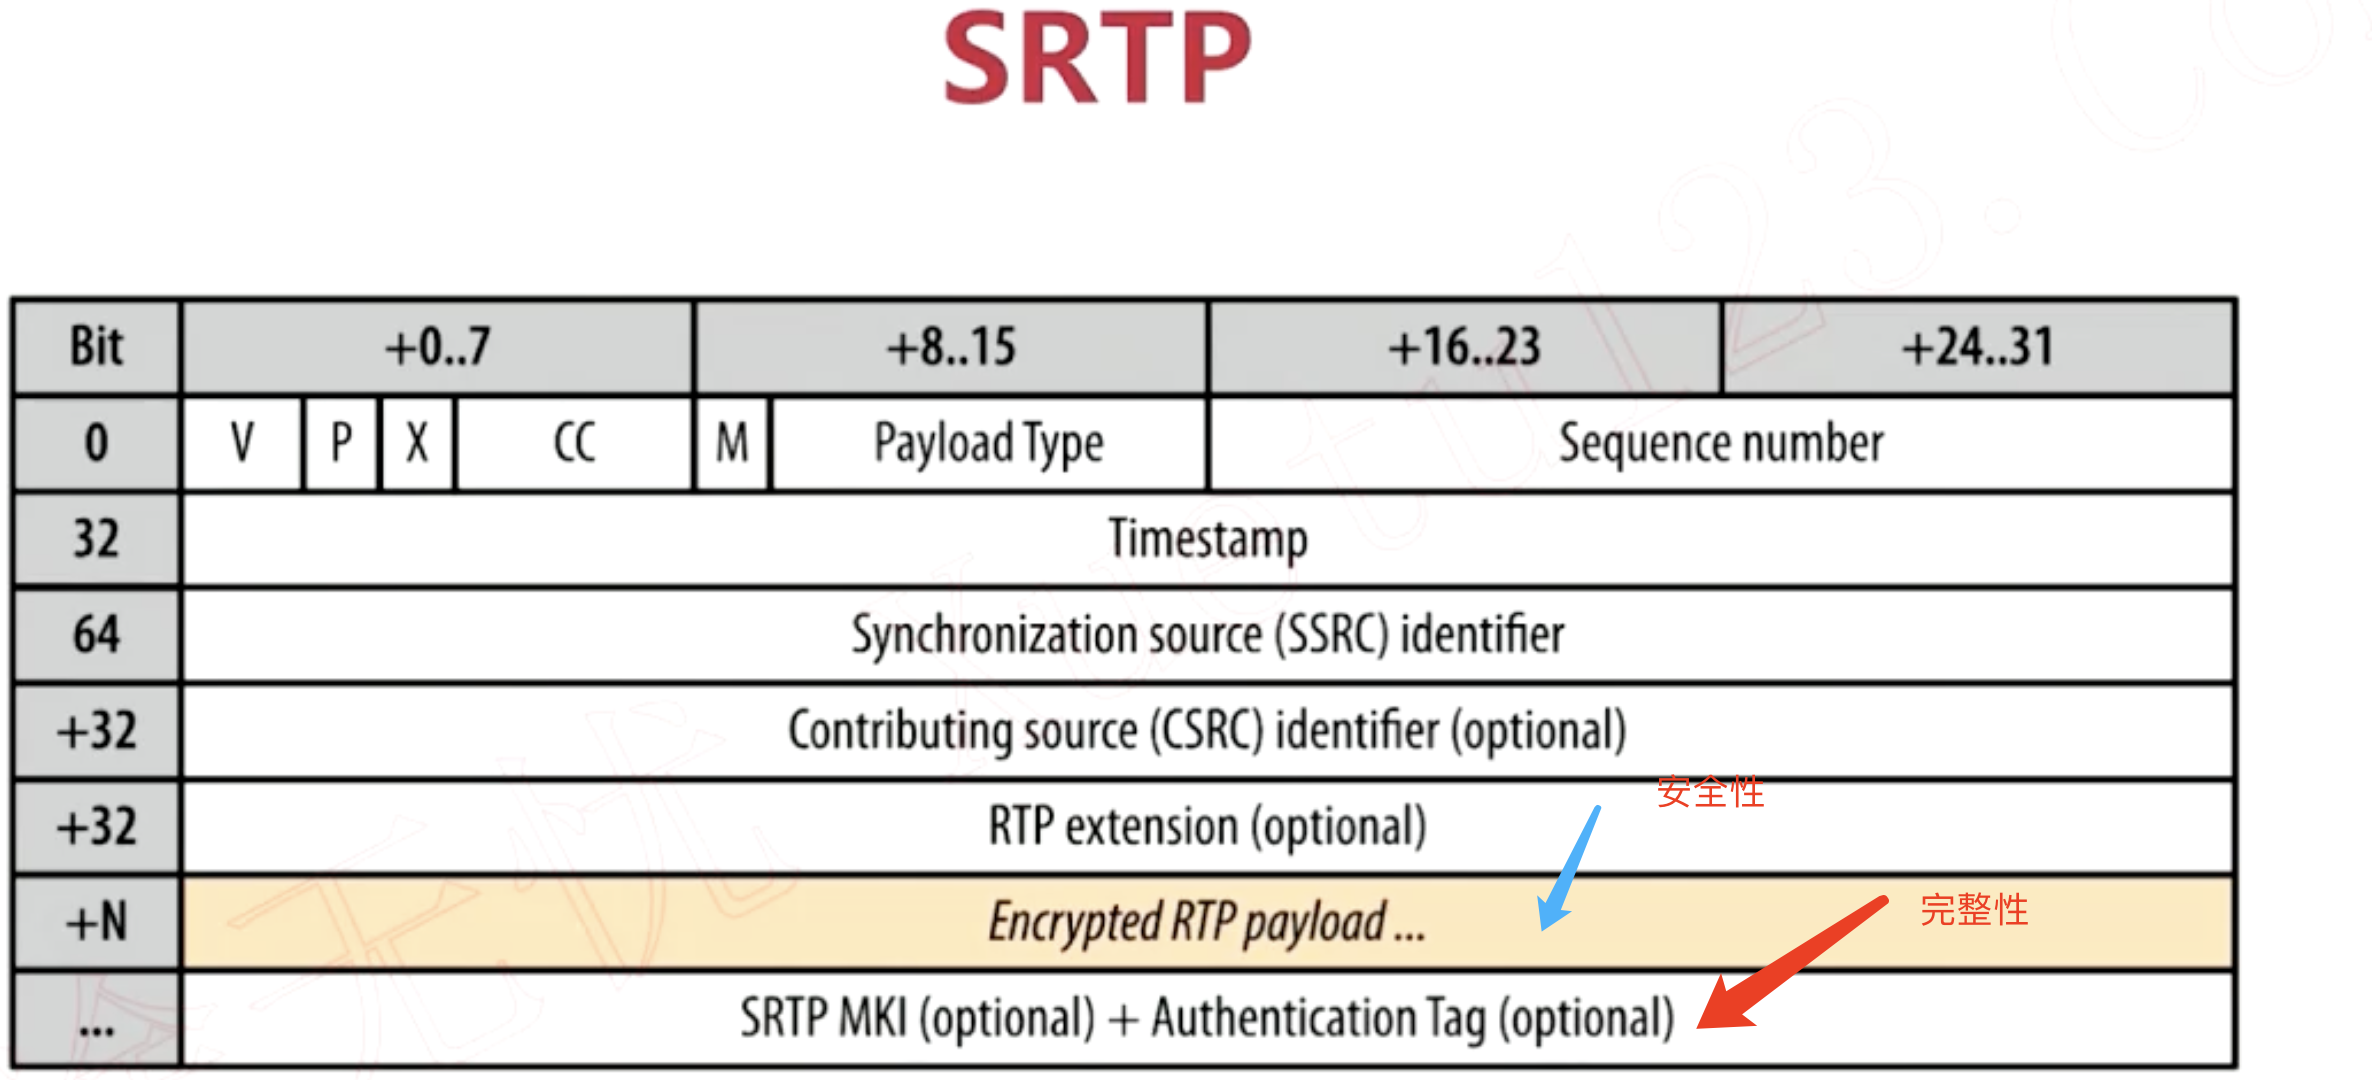 SRTP
Bit +0..7 +8..15 +16..23 +24..31
0 V P X CC M Payload Type Sequence number
32 Timestamp
64 Synchronization source (SSRC) identifier
+32 Contributing source (CSRC) identifier (optional)
安全性
+32 RTP extension (optional)
完整性
+N Encrypted RTP payload ...
... SRTP MKI (optional) + Authentication Tag (optional)